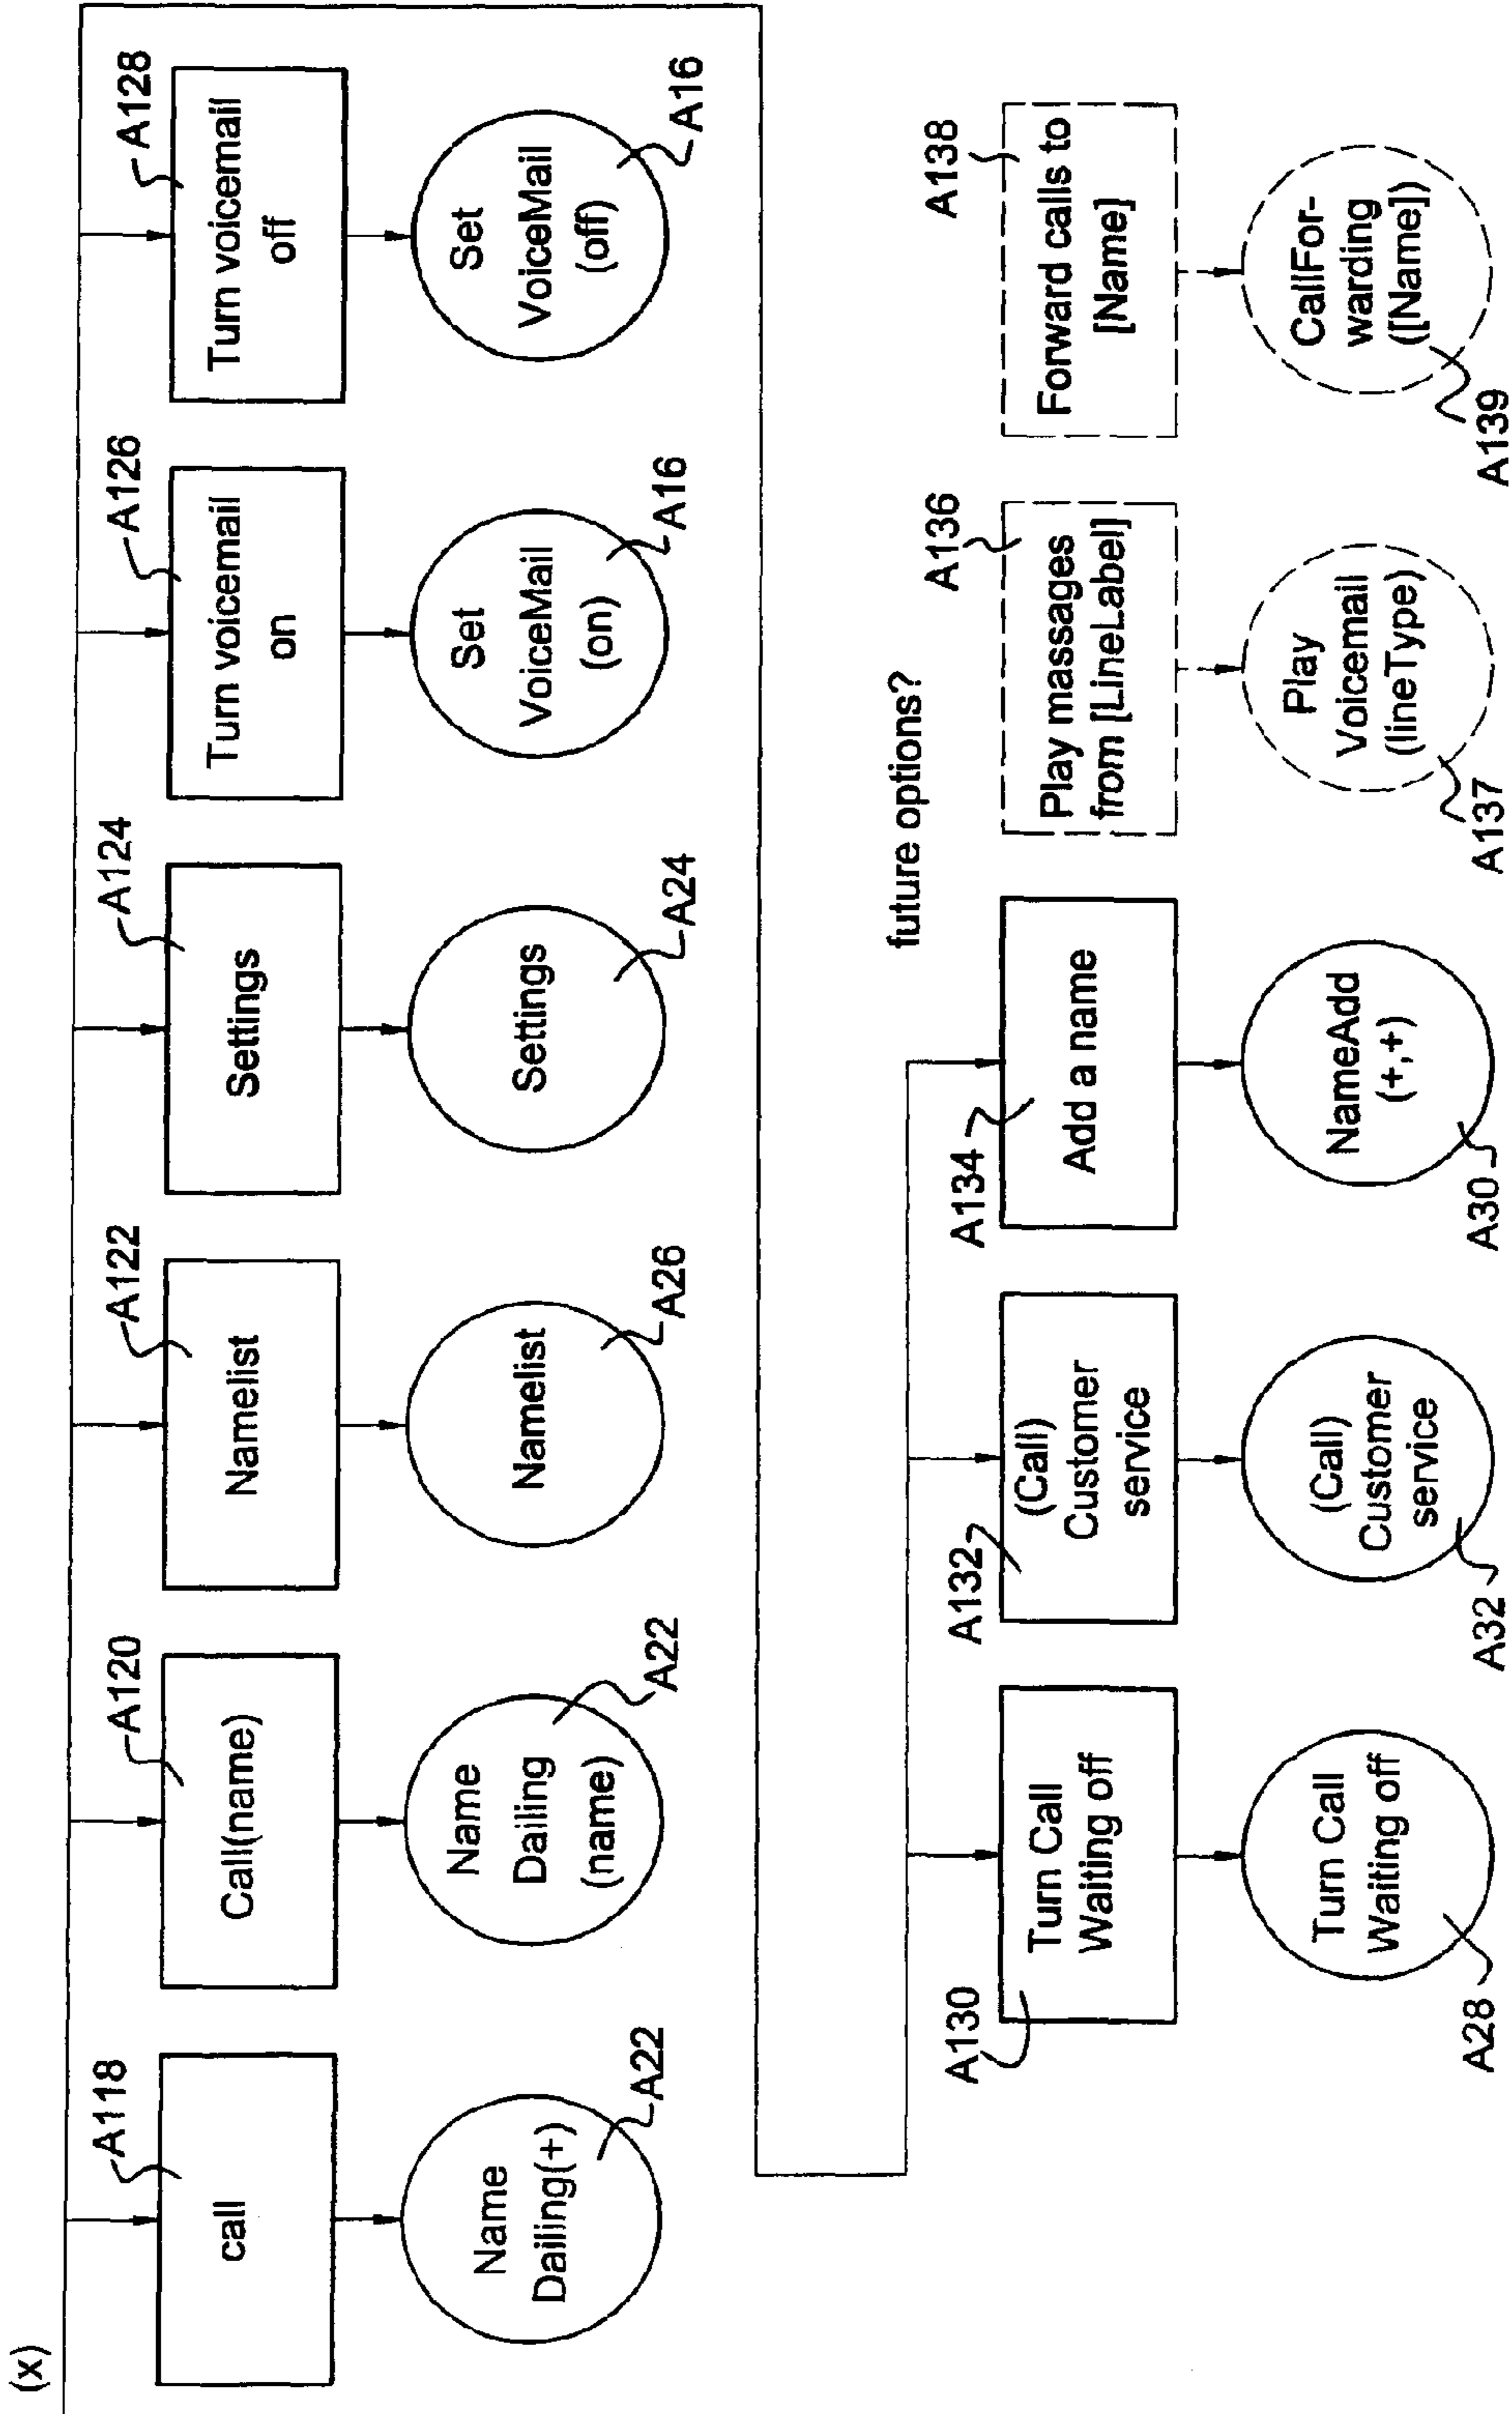 (x)
A118
call
Name
Dailing(+)
A22
A120
Call(name)
Name
Dailing
(name)
A22
A122
Namelist
Namelist
A26
A124
Settings
Settings
A24
A126
Turn voicemail
on
Set
VoiceMail
(on)
A16
A128
Turn voicemail
off
Set
VoiceMail
(off)
A16
A130
Turn Call
Waiting off
Turn Call
Waiting off
A28
A132
(Call)
Customer
service
(Call)
Customer
service
A32
A134
Add a name
NameAdd
(+,+)
A30
future options?
A136
Play massages
from [LineLabel]
Play
Voicemail
(lineType)
A137
A138
Forward calls to
[Name]
CallFor-
warding
([Name])
A139